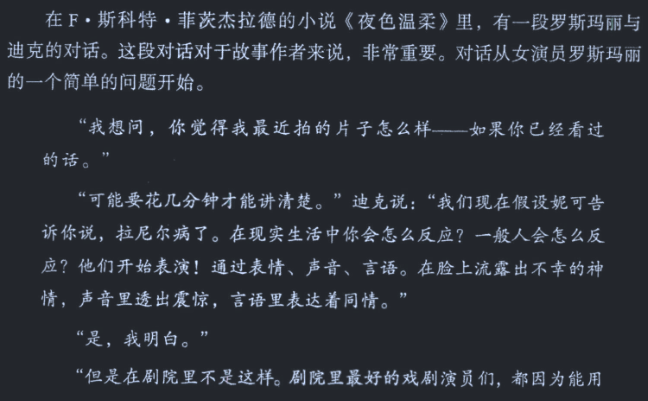 在 F·斯科特·菲茨杰拉德的小说《夜色温柔》里，有一段罗斯玛丽与
迪克的对话。这段对话对于故事作者来说，非常重要。对话从女演员罗斯玛丽
的一个简单的问题开始。
“我想问，你觉得我最近拍的片子怎么样——如果你已经看过
的话。”
“可能要花几分钟才能讲清楚。”迪克说：“我们现在假设妮可告
诉你说，拉尼尔病了。在现实生活中你会怎么反应？一般人会怎么反
应？他们开始表演！通过表情、声音、言语。在脸上流露出不幸的神
情，声音里透出震惊，言语里表达着同情。”
“是，我明白。”
“但是在剧院里不是这样。剧院里最好的戏剧演员们，都因为能用